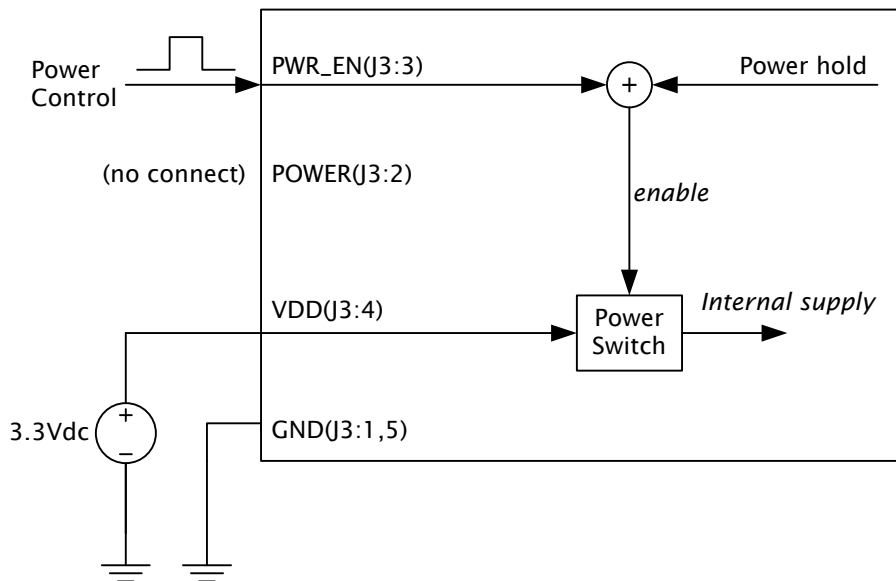 Power
Control
PWR_EN(J3:3)
+
Power hold
(no connect)
POWER(J3:2)
enable
VDD(J3:4)
Power
Switch
Internal supply
3.3Vdc
+
−
GND(J3:1,5)